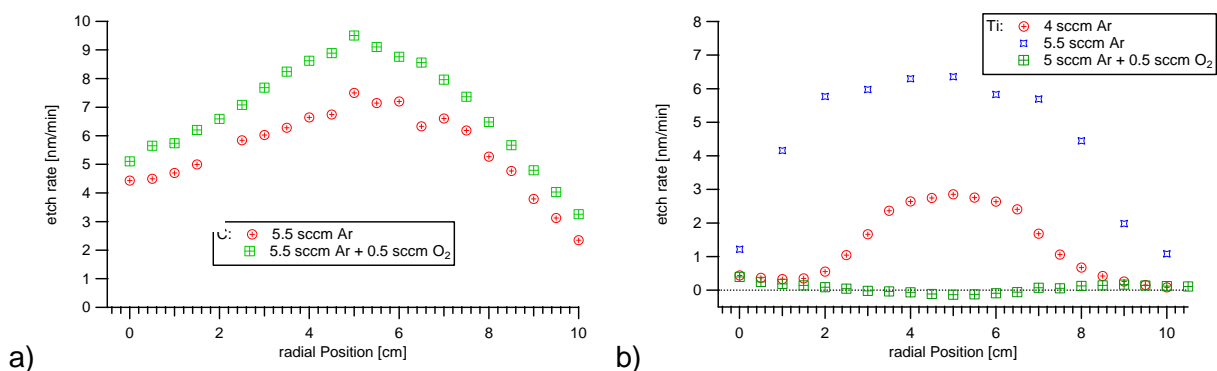 10
9
8
7
6
5
4
3
2
1
0
etch rate [nm/min]
0 2 4 6 8 10
radial Position [cm]
5.5 sccm Ar
5.5 sccm Ar + 0.5 sccm O₂
a)
8
7
6
5
4
3
2
1
0
etch rate [nm/min]
0 2 4 6 8 10
radial Position [cm]
Ti: 4 sccm Ar
5.5 sccm Ar
5 sccm Ar + 0.5 sccm O₂
b)